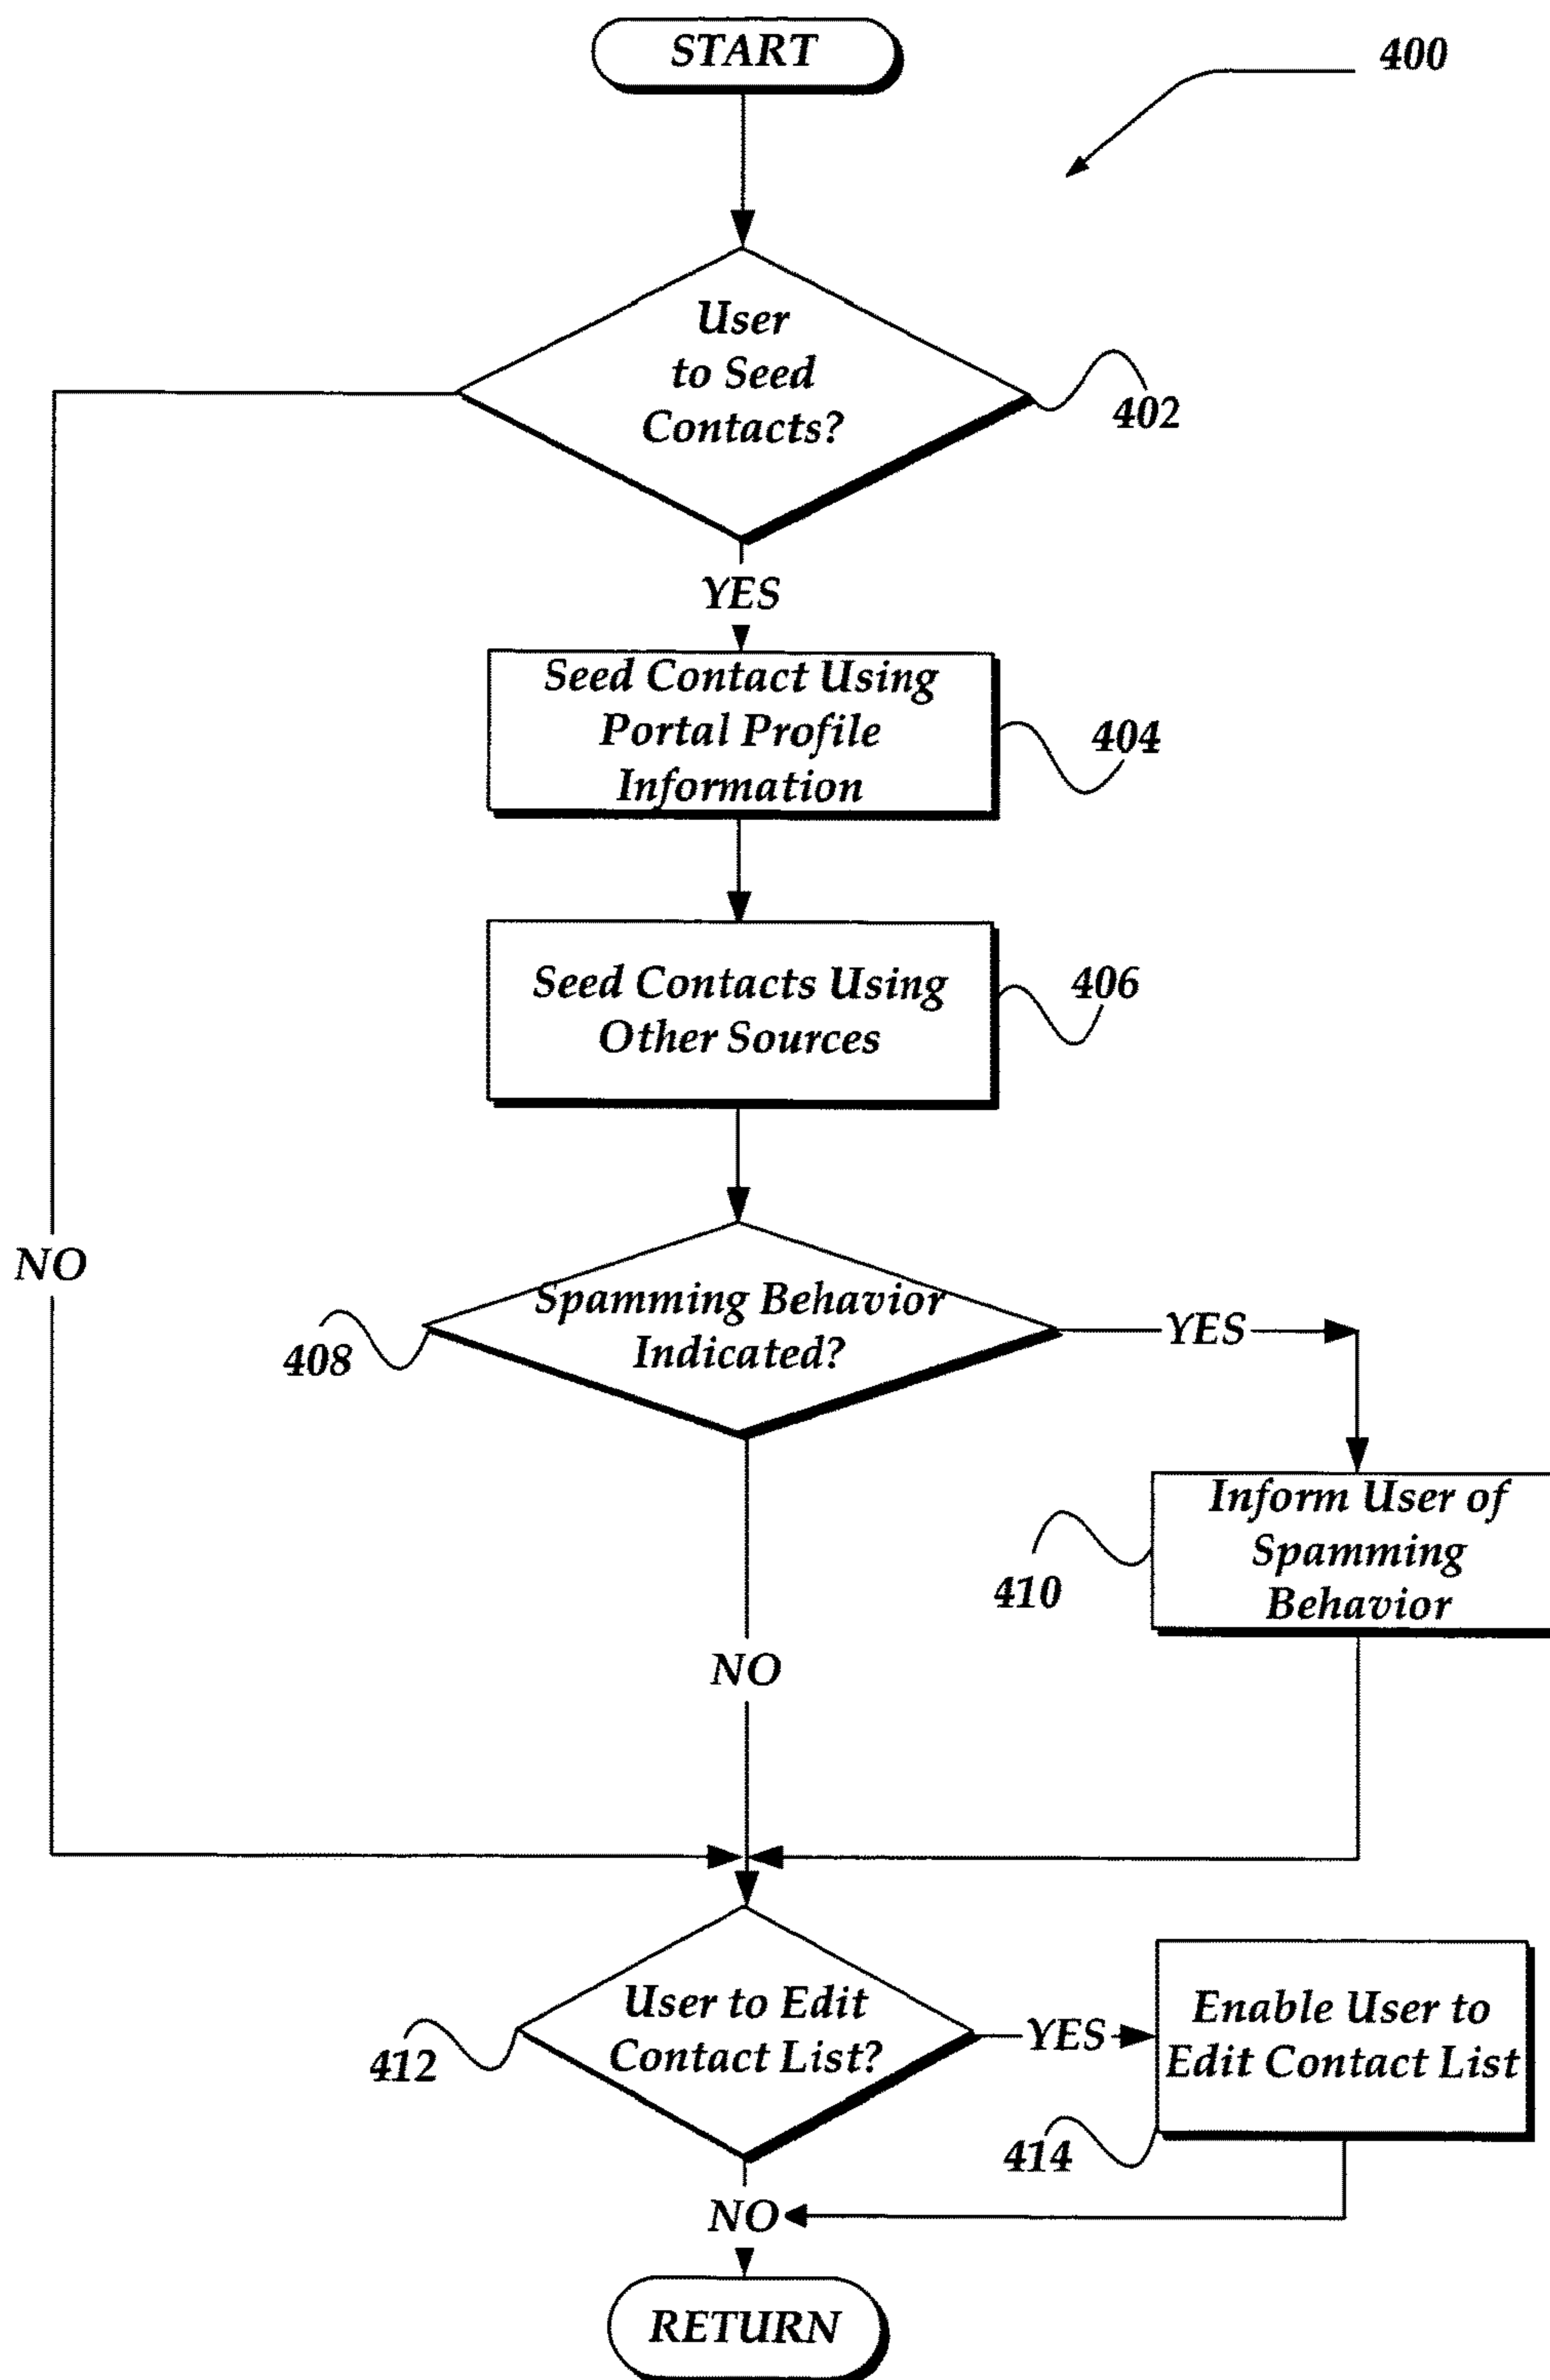 START
400
User
to Seed
Contacts?
402
YES
Seed Contact Using
Portal Profile
Information
404
Seed Contacts Using
Other Sources
406
NO
Spamming Behavior
Indicated?
408
YES
Inform User of
Spamming
Behavior
410
NO
User to Edit
Contact List?
412
YES
Enable User to
Edit Contact List
414
NO
RETURN